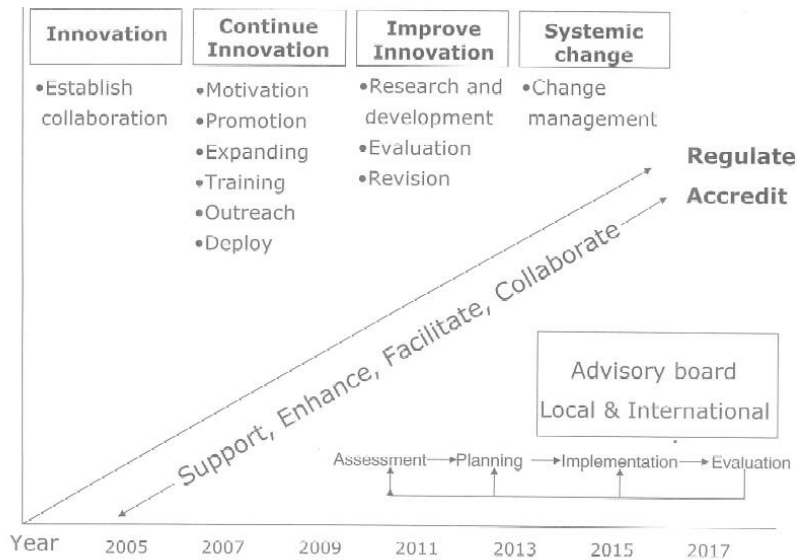 Innovation
•Establish
collaboration
Continue
Innovation
•Motivation
•Promotion
•Expanding
•Training
•Outreach
•Deploy
Improve
Innovation
•Research and
development
•Evaluation
•Revision
Systemic
change
•Change
management
Regulate
Accredit
Support, Enhance, Facilitate, Collaborate
Advisory board
Local & International
Assessment Planning Implementation Evaluation
Year 2005 2007 2009 2011 2013 2015 2017